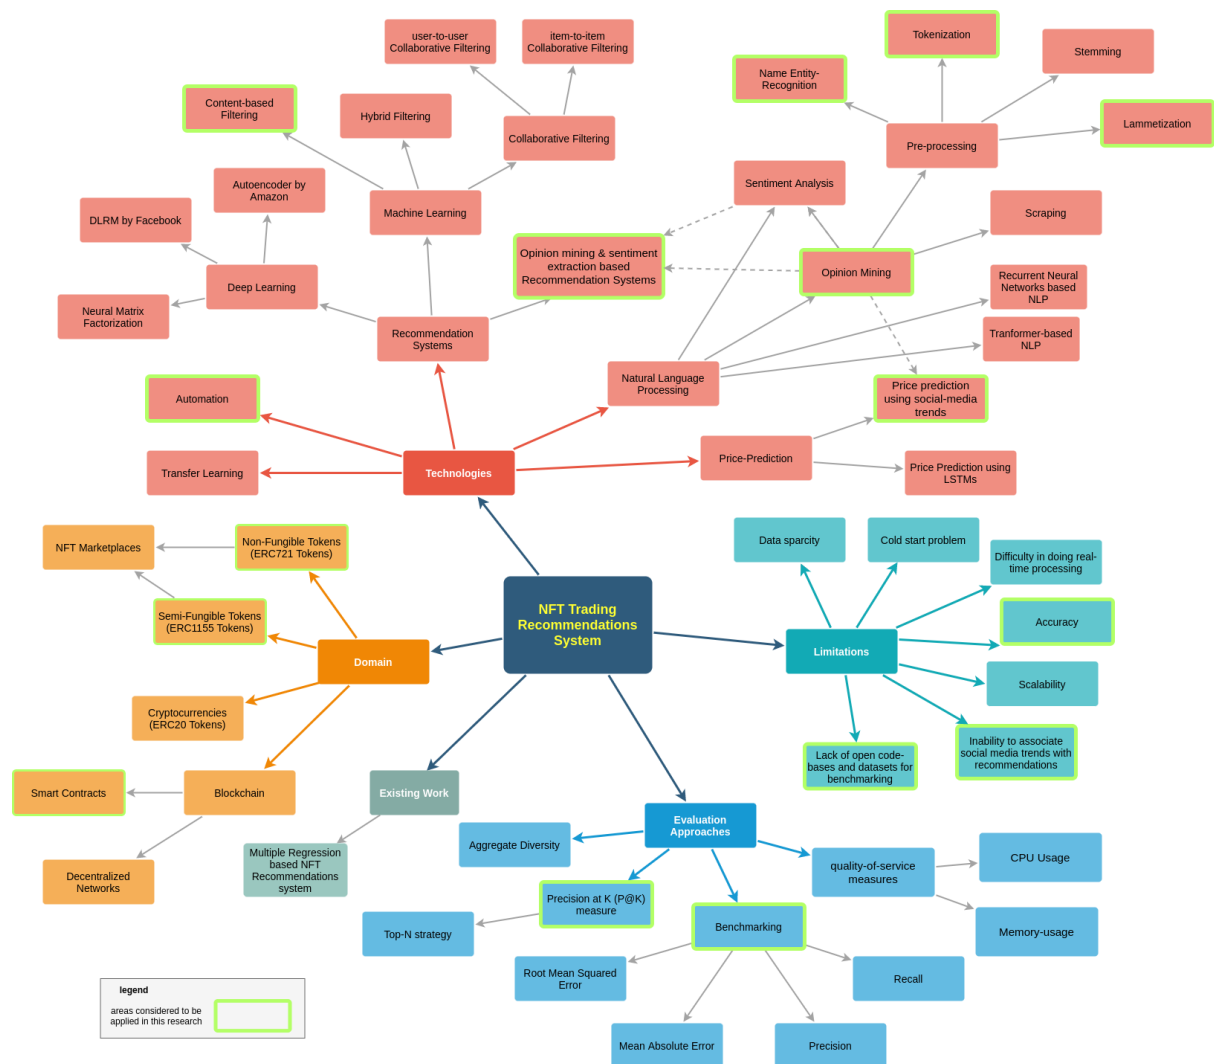 user-to-user
Collaborative Filtering
item-to-item
Collaborative Filtering
Tokenization
Stemming
Name Entity-
Recognition
Content-based
Filtering
Hybrid Filtering
Collaborative Filtering
Pre-processing
Lammetization
Autoencoder by
Amazon
Machine Learning
Sentiment Analysis
DLRM by Facebook
Scraping
Opinion mining & sentiment
extraction based
Recommendation Systems
Opinion Mining
Deep Learning
Recurrent Neural
Networks based
NLP
Neural Matrix
Factorization
Recommendation
Systems
Tranformer-based
NLP
Natural Language
Processing
Automation
Price prediction
using social-media
trends
Transfer Learning
Technologies
Price-Prediction
Price Prediction using
LSTMs
NFT Marketplaces
Non-Fungible Tokens
(ERC721 Tokens)
Data sparcity
Cold start problem
Difficulty in doing real-
time processing
Semi-Fungible Tokens
(ERC1155 Tokens)
NFT Trading
Recommendations
System
Accuracy
Domain
Limitations
Scalability
Cryptocurrencies
(ERC20 Tokens)
Lack of open code-
bases and datasets for
benchmarking
Inability to associate
social media trends with
recommendations
Smart Contracts
Blockchain
Existing Work
Evaluation
Approaches
Aggregate Diversity
Decentralized
Networks
Multiple Regression
based NFT
Recommendations
system
quality-of-service
measures
CPU Usage
Precision at K (P@K)
measure
Top-N strategy
Benchmarking
Memory-usage
Root Mean Squared
Error
Recall
Mean Absolute Error
Precision
legend
areas considered to be
applied in this research